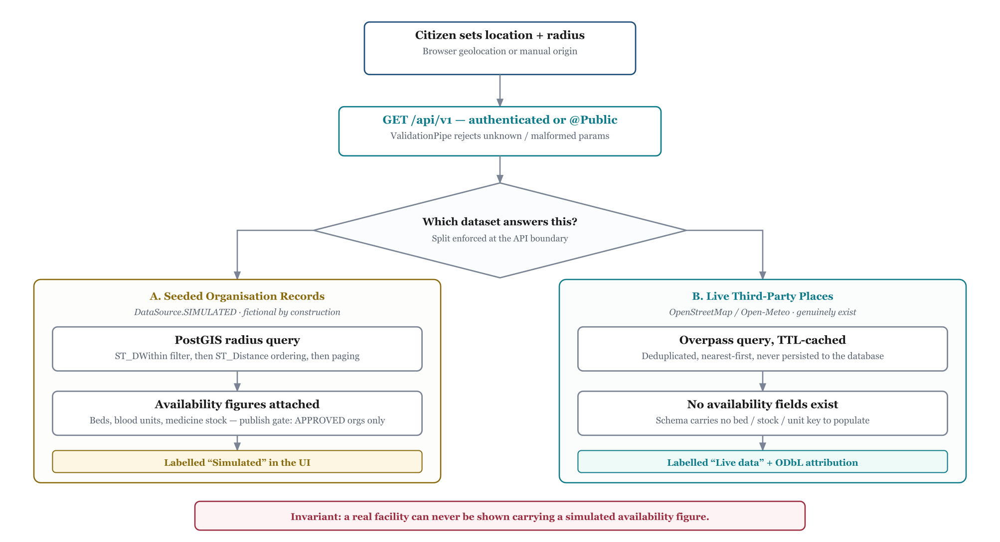 Citizen sets location + radius
Browser geolocation or manual origin
GET /api/v1 — authenticated or @Public
ValidationPipe rejects unknown / malformed params
Which dataset answers this?
Split enforced at the API boundary
A. Seeded Organisation Records
DataSource.SIMULATED · fictional by construction
PostGIS radius query
ST_DWithin filter, then ST_Distance ordering, then paging
Availability figures attached
Beds, blood units, medicine stock — publish gate: APPROVED orgs only
Labelled “Simulated” in the UI
B. Live Third-Party Places
OpenStreetMap / Open-Meteo · genuinely exist
Overpass query, TTL-cached
Deduplicated, nearest-first, never persisted to the database
No availability fields exist
Schema carries no bed / stock / unit key to populate
Labelled “Live data” + ODbL attribution
Invariant: a real facility can never be shown carrying a simulated availability figure.